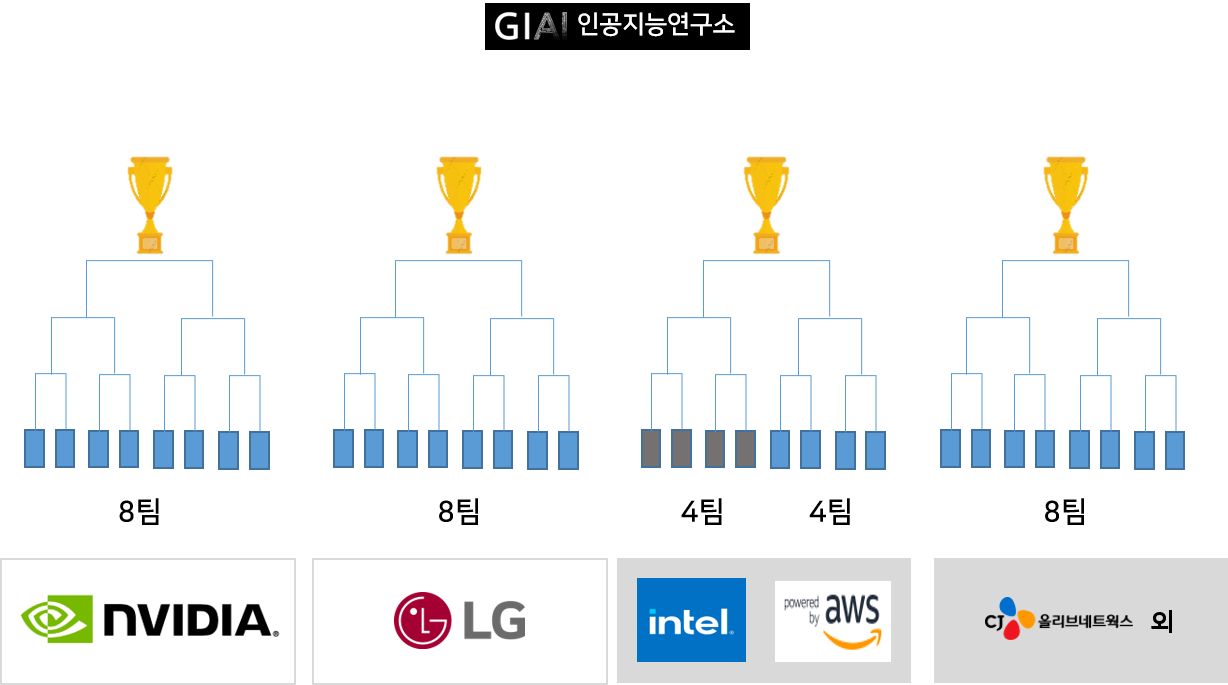 GIAI 인공지능연구소
8팀
8팀
4팀
4팀
8팀
NVIDIA.
LG
intel.
powered by aws
CJ 올리브네트웍스 외